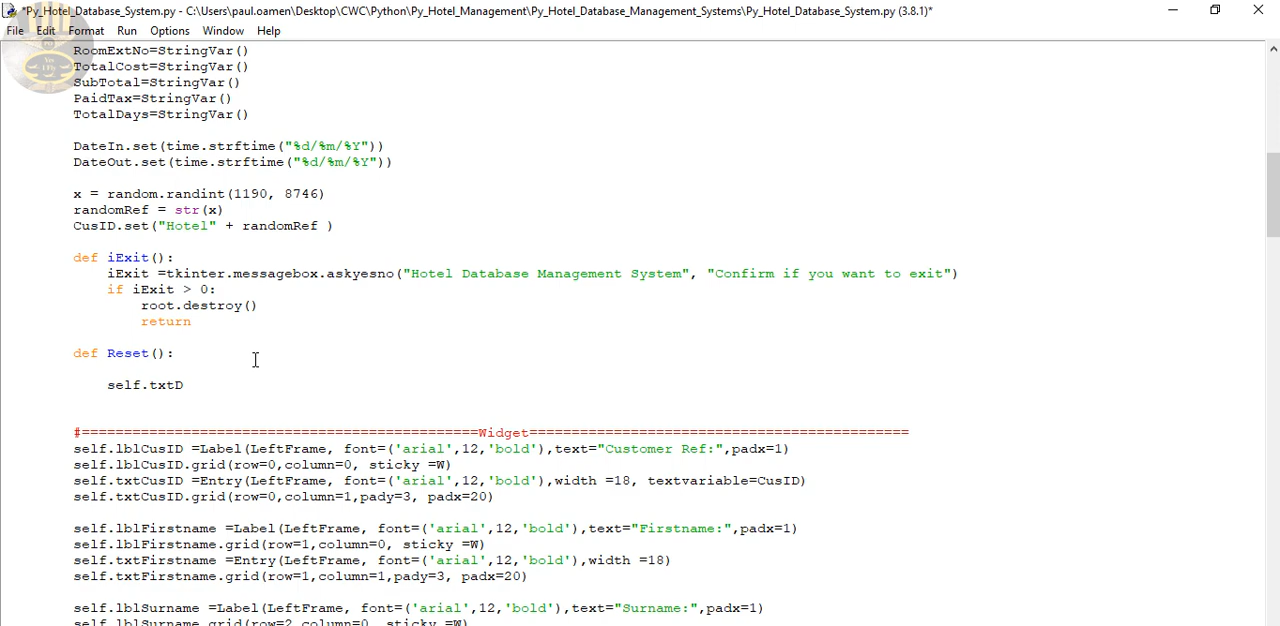 *Py_Hotel_Database_System.py - C:\Users\paul.oamen\Desktop\CWC\Python\Py_Hotel_Management\Py_Hotel_Database_Management_Systems\Py_Hotel_Database_System.py (3.8.1)*
File Edit Format Run Options Window Help
RoomExtNo=StringVar()
TotalCost=StringVar()
SubTotal=StringVar()
PaidTax=StringVar()
TotalDays=StringVar()
DateIn.set(time.strftime("%d/%m/%Y"))
DateOut.set(time.strftime("%d/%m/%Y"))
x = random.randint(1190, 8746)
randomRef = str(x)
CusID.set("Hotel" + randomRef )
def iExit():
iExit =tkinter.messagebox.askyesno("Hotel Database Management System", "Confirm if you want to exit")
if iExit > 0:
root.destroy()
return
def Reset():
self.txtD
#===============================================Widget=============================================
self.lblCusID =Label(LeftFrame, font=('arial',12,'bold'),text="Customer Ref:",padx=1)
self.lblCusID.grid(row=0,column=0, sticky =W)
self.txtCusID =Entry(LeftFrame, font=('arial',12,'bold'),width =18, textvariable=CusID)
self.txtCusID.grid(row=0,column=1,pady=3, padx=20)
self.lblFirstname =Label(LeftFrame, font=('arial',12,'bold'),text="Firstname:",padx=1)
self.lblFirstname.grid(row=1,column=0, sticky =W)
self.txtFirstname =Entry(LeftFrame, font=('arial',12,'bold'),width =18)
self.txtFirstname.grid(row=1,column=1,pady=3, padx=20)
self.lblSurname =Label(LeftFrame, font=('arial',12,'bold'),text="Surname:",padx=1)
self.lblSurname.grid(row=2,column=0, sticky =W)